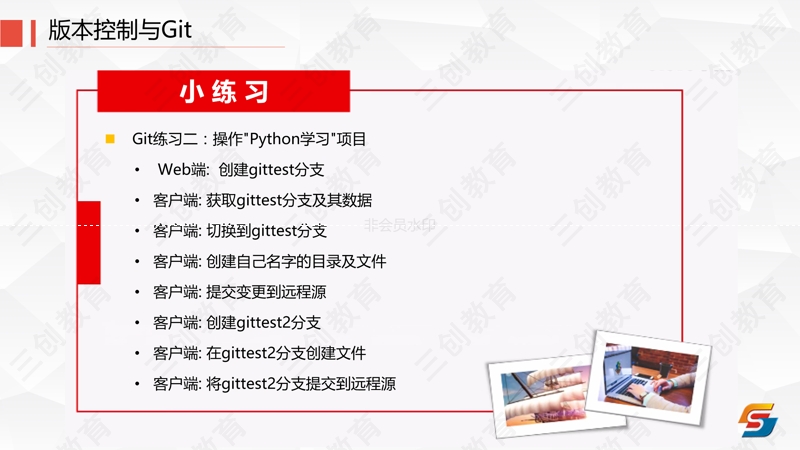 版本控制与Git
小 练 习
Git练习二：操作"Python学习"项目
• Web端: 创建gittest分支
• 客户端: 获取gittest分支及其数据
• 客户端: 切换到gittest分支
• 客户端: 创建自己名字的目录及文件
• 客户端: 提交变更到远程源
• 客户端: 创建gittest2分支
• 客户端: 在gittest2分支创建文件
• 客户端: 将gittest2分支提交到远程源
非会员水印
三创教育